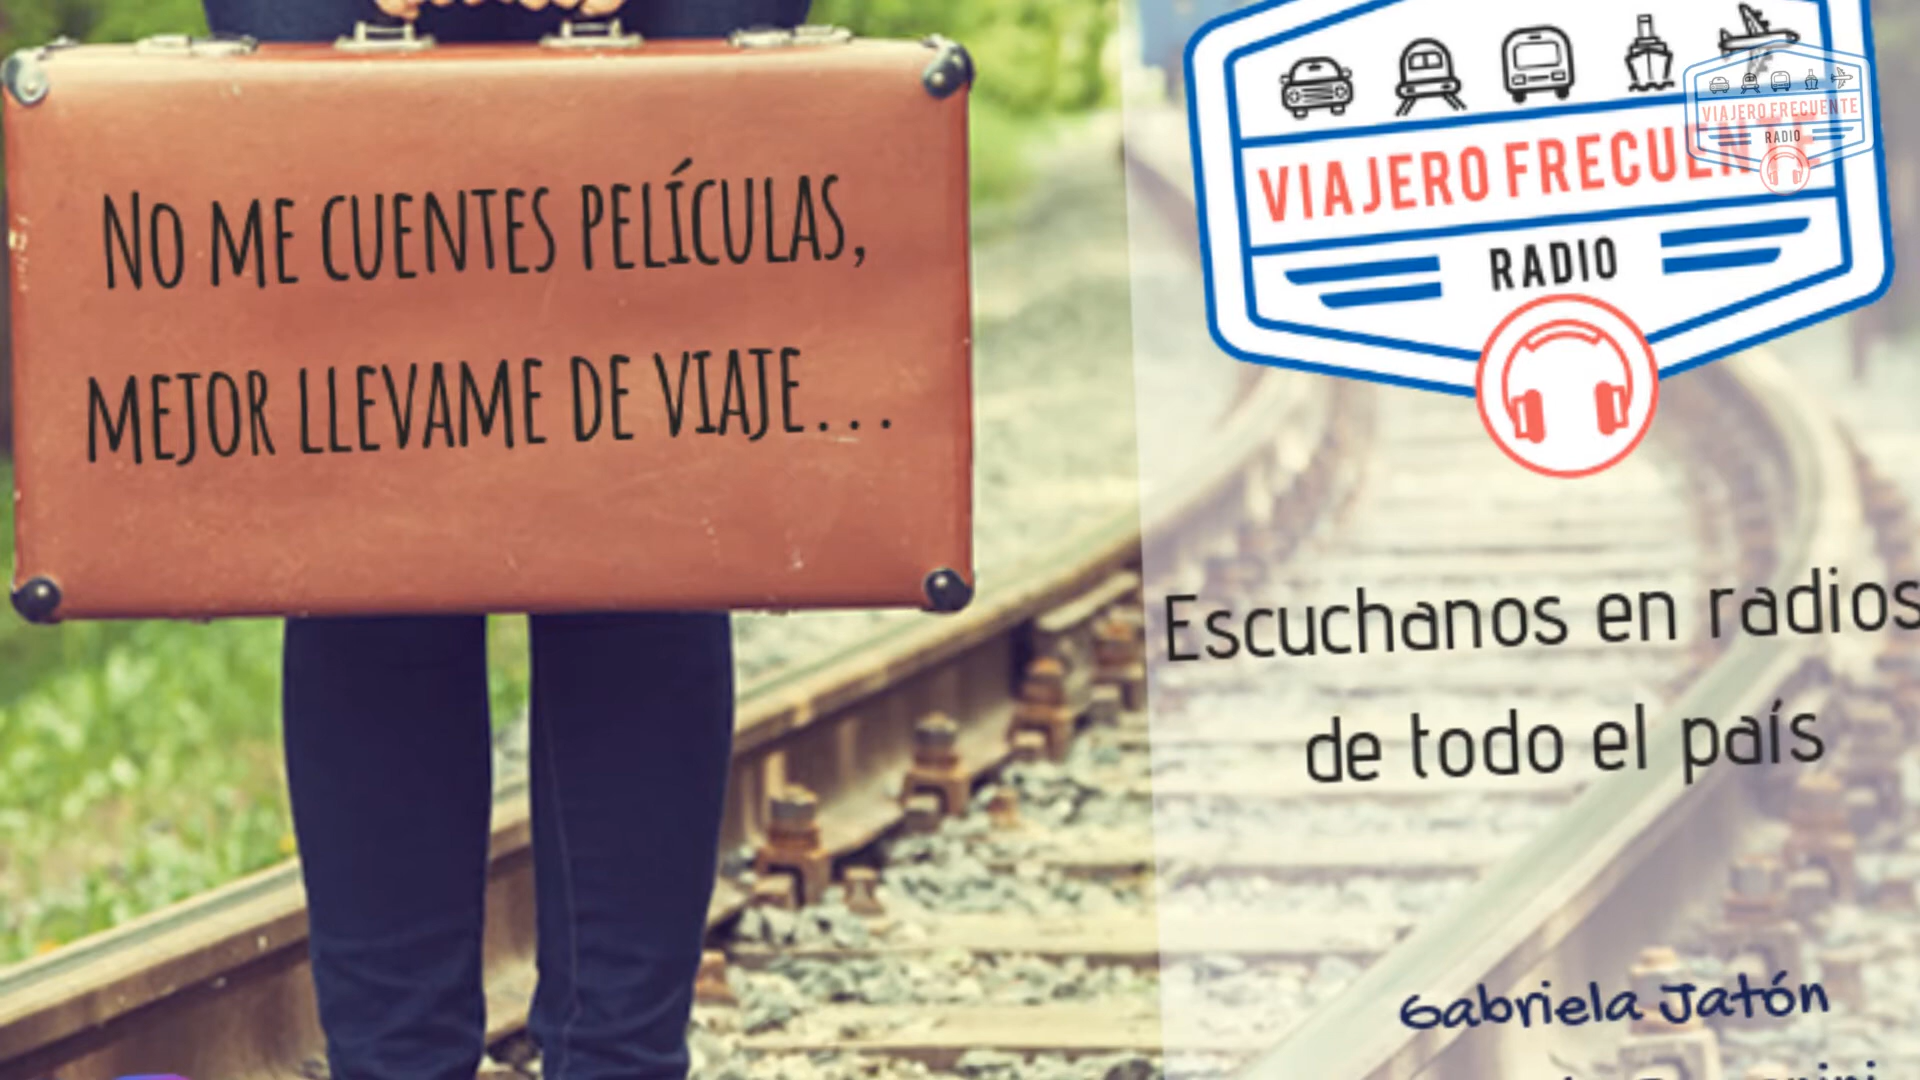 No me cuentes películas,
mejor llevame de viaje...
VIAJERO FRECUENTE
RADIO
VIAJERO FRECUENTE
RADIO
Escuchanos en radios
de todo el país
Gabriela Jatón